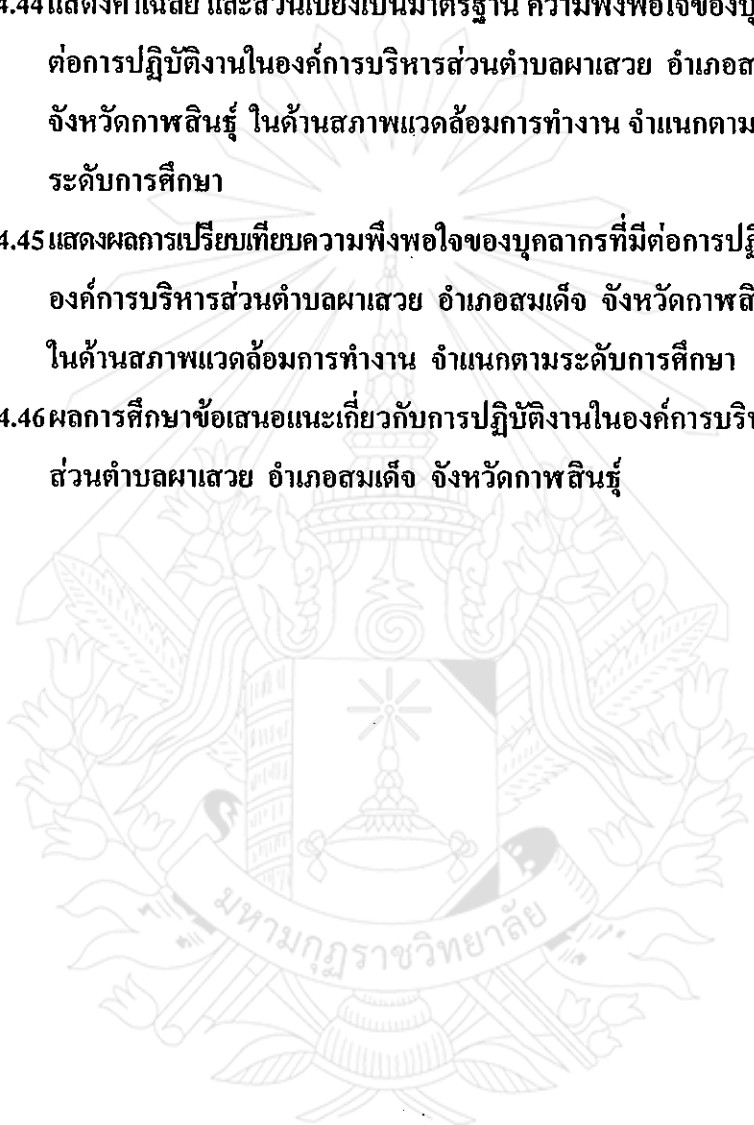 4.44 แสดงค่าเฉลี่ย และส่วนเบี่ยงเบนมาตรฐาน ความพึงพอใจของบุ
ต่อการปฏิบัติงานในองค์การบริหารส่วนตำบลผาเสวย อำเภอส
จังหวัดกาฬสินธุ์ ในด้านสภาพแวดล้อมการทำงาน จำแนกตาม
ระดับการศึกษา
4.45 แสดงผลการเปรียบเทียบความพึงพอใจของบุคลากรที่มีต่อการปฏิ
องค์การบริหารส่วนตำบลผาเสวย อำเภอสมเด็จ จังหวัดกาฬสิ
ในด้านสภาพแวดล้อมการทำงาน จำแนกตามระดับการศึกษา
4.46 ผลการศึกษาข้อเสนอแนะเกี่ยวกับการปฏิบัติงานในองค์การบริห
ส่วนตำบลผาเสวย อำเภอสมเด็จ จังหวัดกาฬสินธุ์
มหามกุฏราชวิทยาลัย